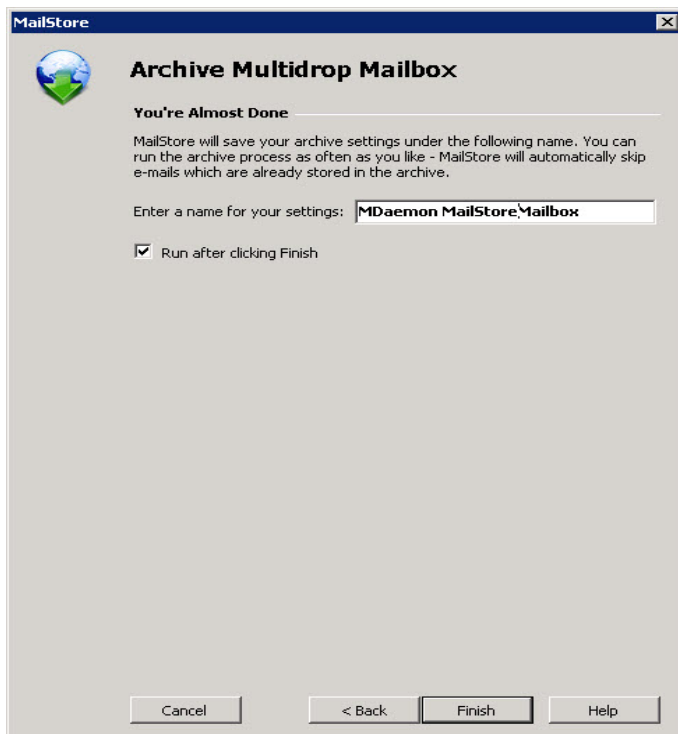 MailStore
Archive Multidrop Mailbox
You're Almost Done
MailStore will save your archive settings under the following name. You can
run the archive process as often as you like - MailStore will automatically skip
e-mails which are already stored in the archive.
Enter a name for your settings: MDaemon MailStore Mailbox
Run after clicking Finish
Cancel < Back Finish Help